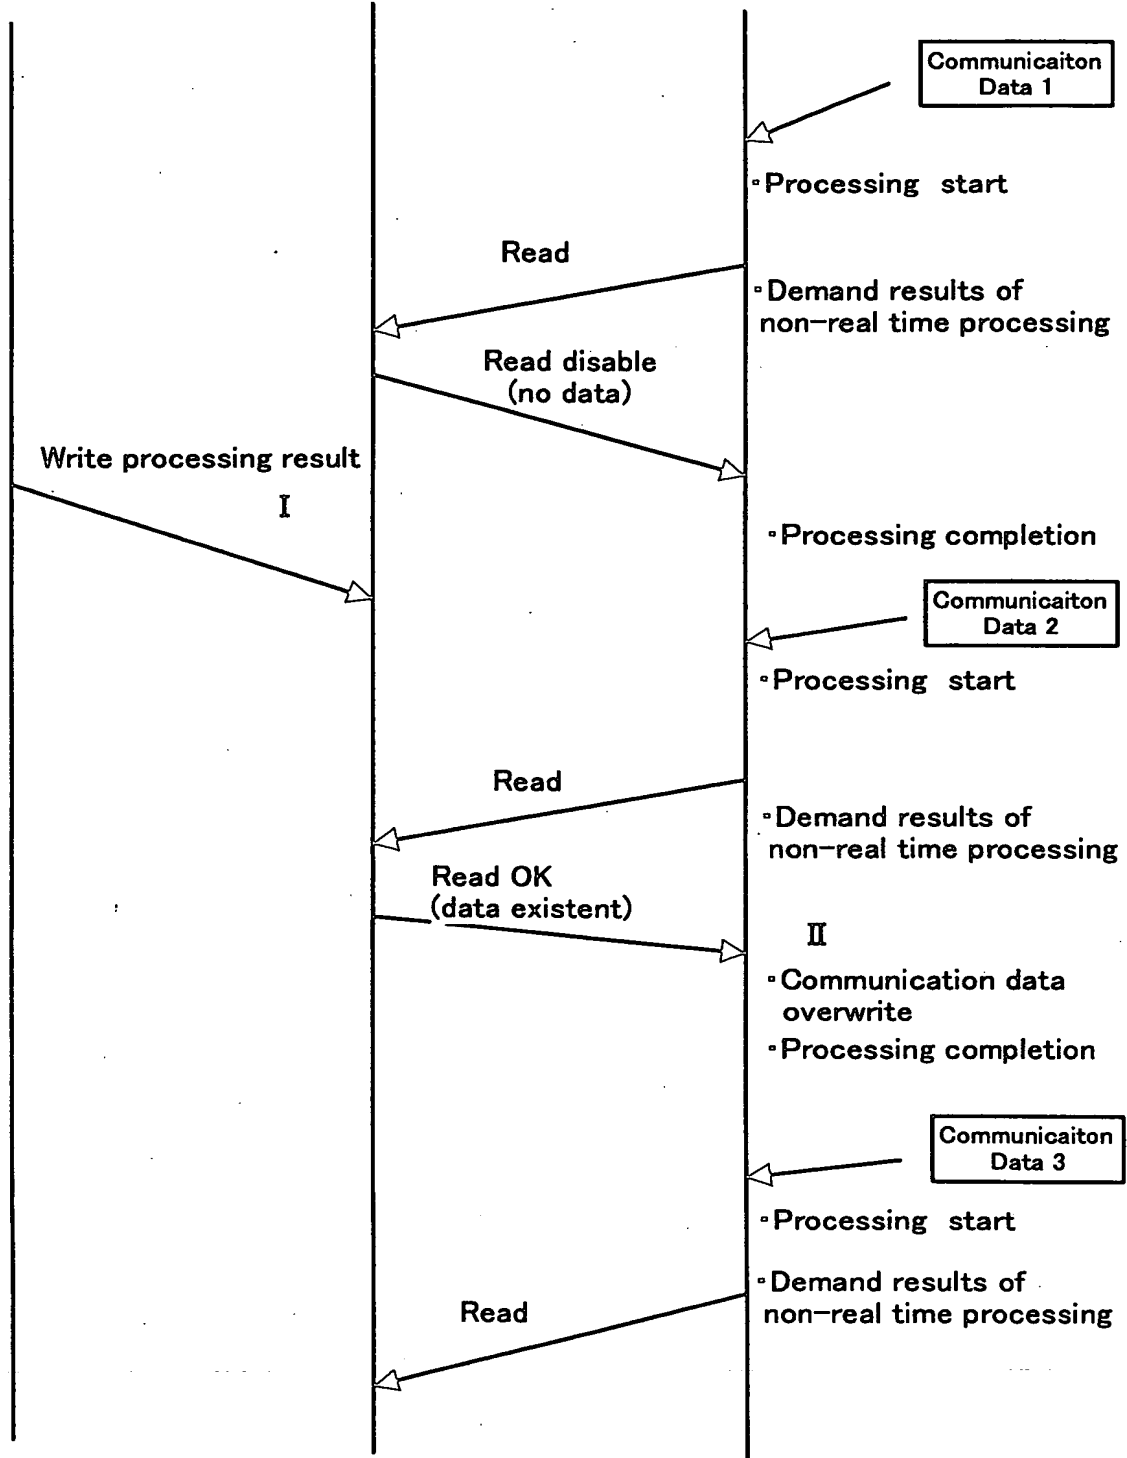 Communicaiton
Data 1
▫Processing start
Read
▫Demand results of
non-real time processing
Read disable
(no data)
Write processing result
I
▫Processing completion
Communicaiton
Data 2
▫Processing start
Read
▫Demand results of
non-real time processing
Read OK
(data existent)
II
▫Communication data
overwrite
▫Processing completion
Communicaiton
Data 3
▫Processing start
▫Demand results of
non-real time processing
Read